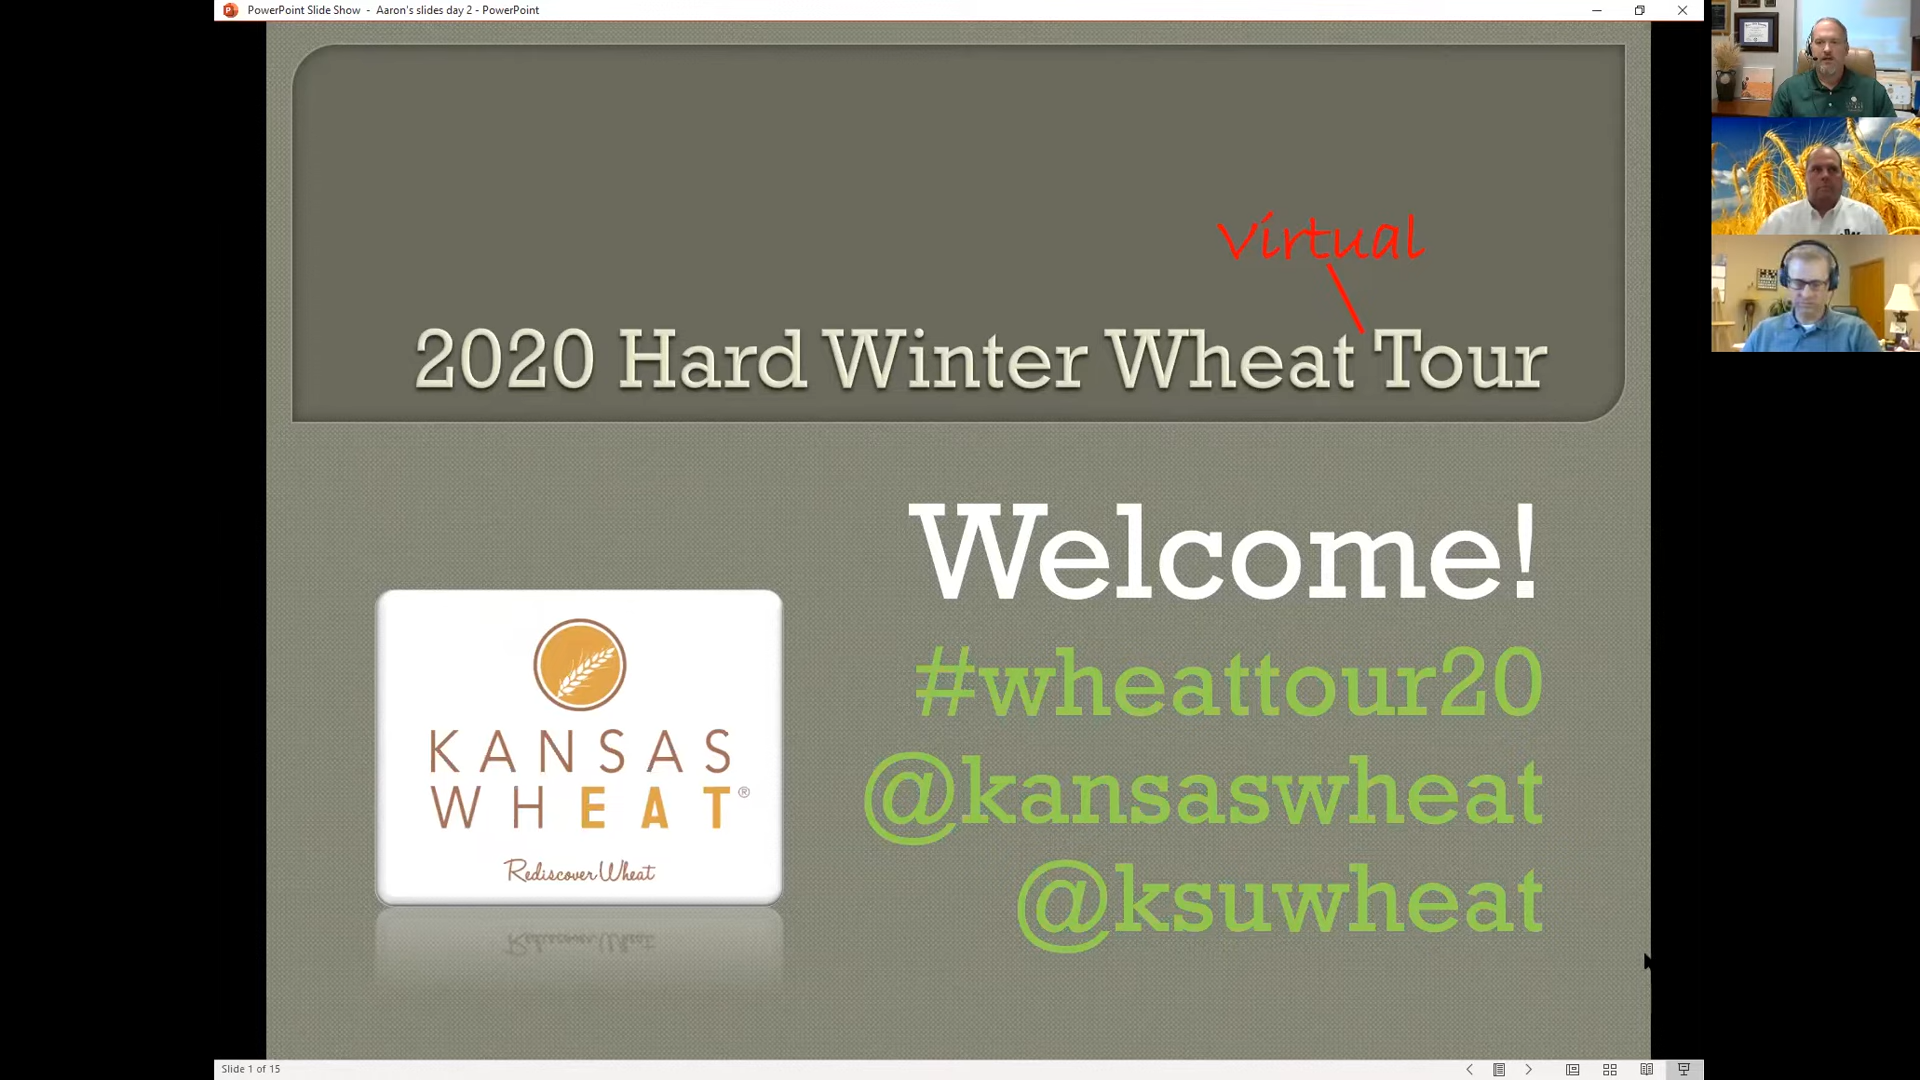 PowerPoint Slide Show - Aaron's slides day 2 - PowerPoint
Virtual
2020 Hard Winter Wheat Tour
Welcome!
#wheattour20
@kansaswheat
@ksuwheat
KANSAS
WHEAT®
Rediscover Wheat
Slide 1 of 15